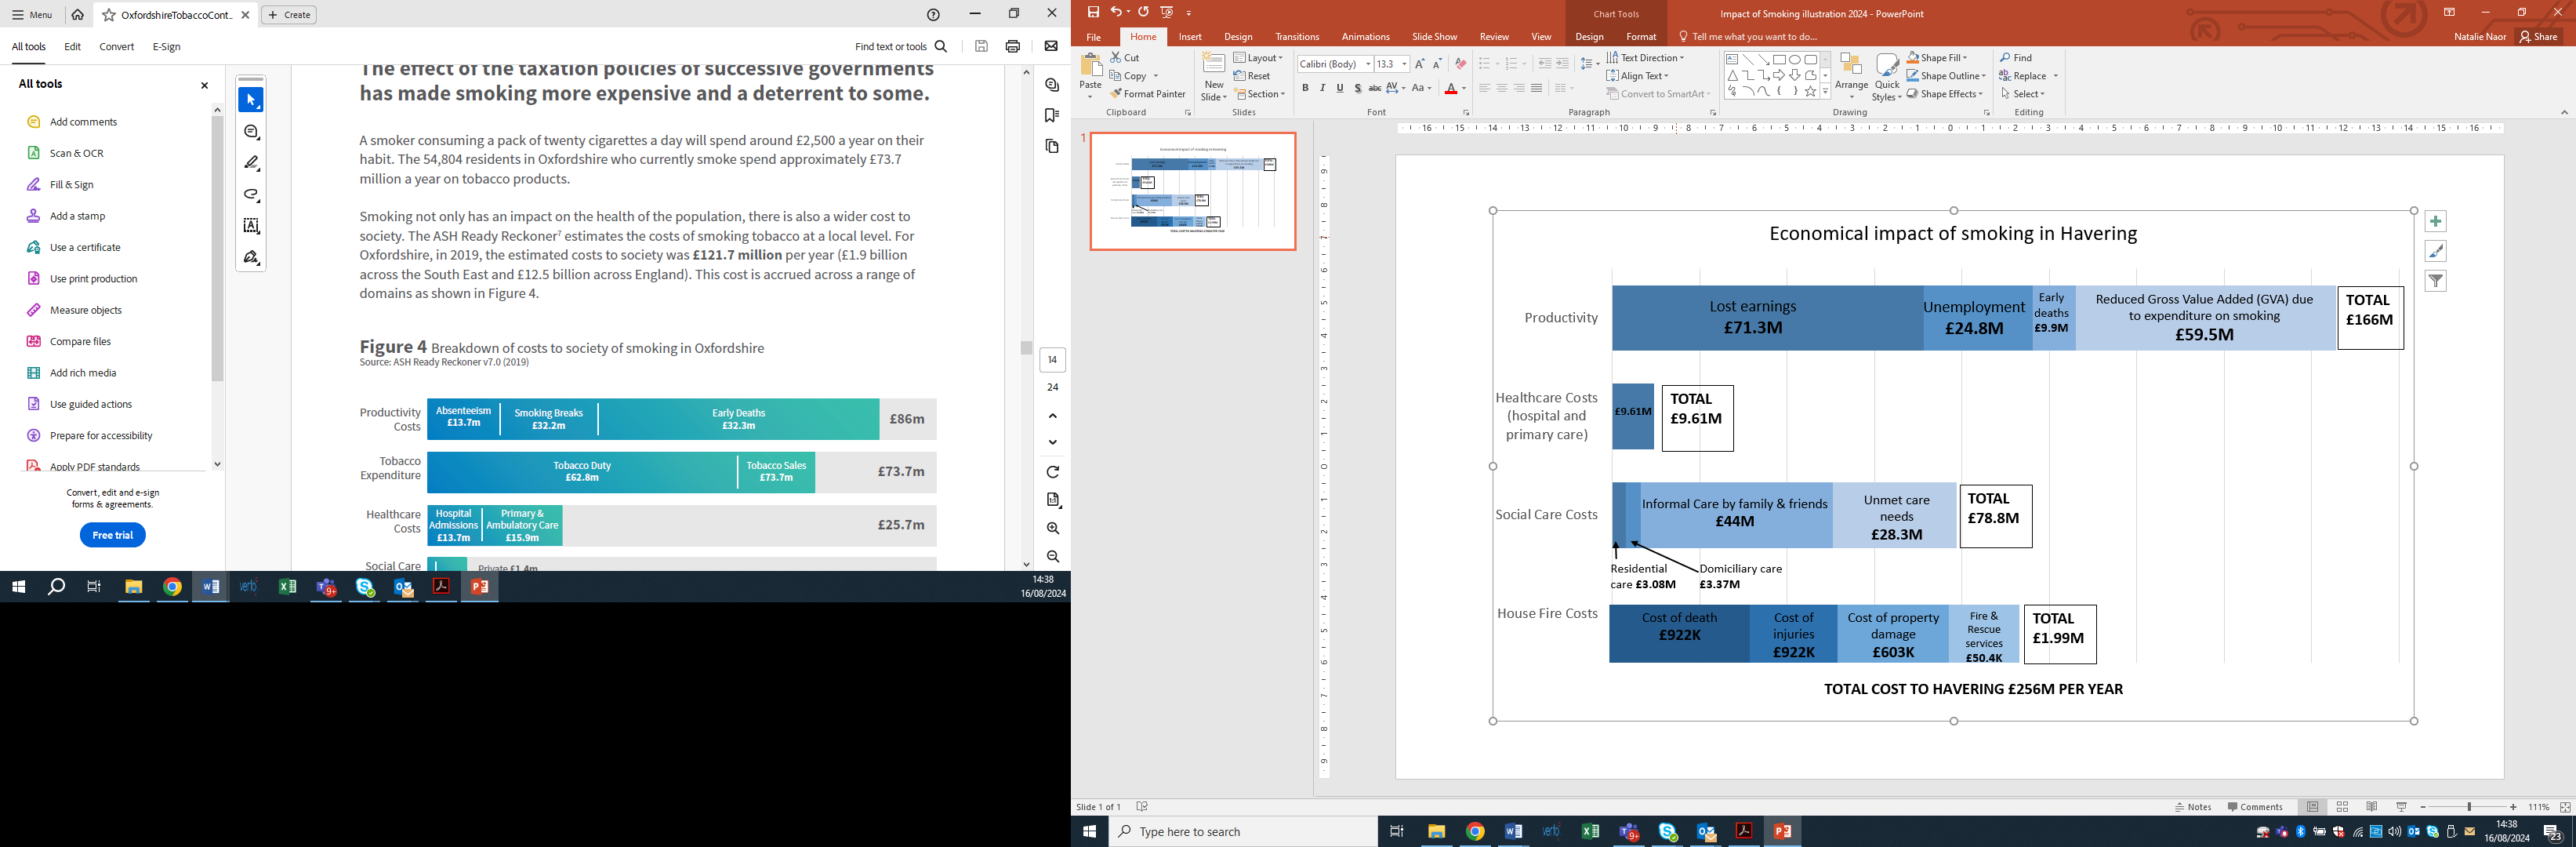 Menu
OxfordshireTobaccoCont...
Create
All tools
Edit
Convert
E-Sign
Find text or tools
All tools
Add comments
Scan & OCR
Fill & Sign
Add a stamp
Use a certificate
Use print production
Measure objects
Compare files
Add rich media
Use guided actions
Prepare for accessibility
Apply PDF standards
Convert, edit and e-sign
forms & agreements.
Free trial
The effect of the taxation policies of successive governments
has made smoking more expensive and a deterrent to some.
A smoker consuming a pack of twenty cigarettes a day will spend around £2,500 a year on their
habit. The 54,804 residents in Oxfordshire who currently smoke spend approximately £73.7
million a year on tobacco products.
Smoking not only has an impact on the health of the population, there is also a wider cost to
society. The ASH Ready Reckoner7 estimates the costs of smoking tobacco at a local level. For
Oxfordshire, in 2019, the estimated costs to society was £121.7 million per year (£1.9 billion
across the South East and £12.5 billion across England). This cost is accrued across a range of
domains as shown in Figure 4.
Figure 4 Breakdown of costs to society of smoking in Oxfordshire
Source: ASH Ready Reckoner v7.0 (2019)
Productivity
Costs
Absenteeism
£13.7m
Smoking Breaks
£32.2m
Early Deaths
£32.3m
£86m
Tobacco
Expenditure
Tobacco Duty
£62.8m
Tobacco Sales
£73.7m
£73.7m
Healthcare
Costs
Hospital
Admissions
£13.7m
Primary &
Ambulatory Care
£15.9m
£25.7m
Social Care
Private £1.4m
14
24
14:38
16/08/2024
Chart Tools
Impact of Smoking illustration 2024 - PowerPoint
File
Home
Insert
Design
Transitions
Animations
Slide Show
Review
View
Design
Format
Tell me what you want to do...
Natalie Naor
Share
Paste
Cut
Copy
Format Painter
Clipboard
New
Slide
Layout
Reset
Section
Slides
Calibri (Body)
13.3
Font
Text Direction
Align Text
Convert to SmartArt
Paragraph
Arrange
Quick
Styles
Shape Fill
Shape Outline
Shape Effects
Drawing
Find
Replace
Select
Editing
1
Economical impact of smoking in Havering
Productivity
Lost earnings
£71.3M
Unemployment
£24.8M
Early
deaths
£9.9M
Reduced Gross Value Added (GVA) due
to expenditure on smoking
£59.5M
TOTAL
£166M
Healthcare Costs
(hospital and
primary care)
£9.61M
TOTAL
£9.61M
Social Care Costs
Informal Care by family & friends
£44M
Unmet care
needs
£28.3M
TOTAL
£78.8M
Residential
care £3.08M
Domiciliary care
£3.37M
House Fire Costs
Cost of death
£922K
Cost of
injuries
£922K
Cost of property
damage
£603K
Fire &
Rescue
services
£50.4K
TOTAL
£1.99M
TOTAL COST TO HAVERING £256M PER YEAR
Slide 1 of 1
Notes
Comments
111%
Type here to search
14:38
16/08/2024